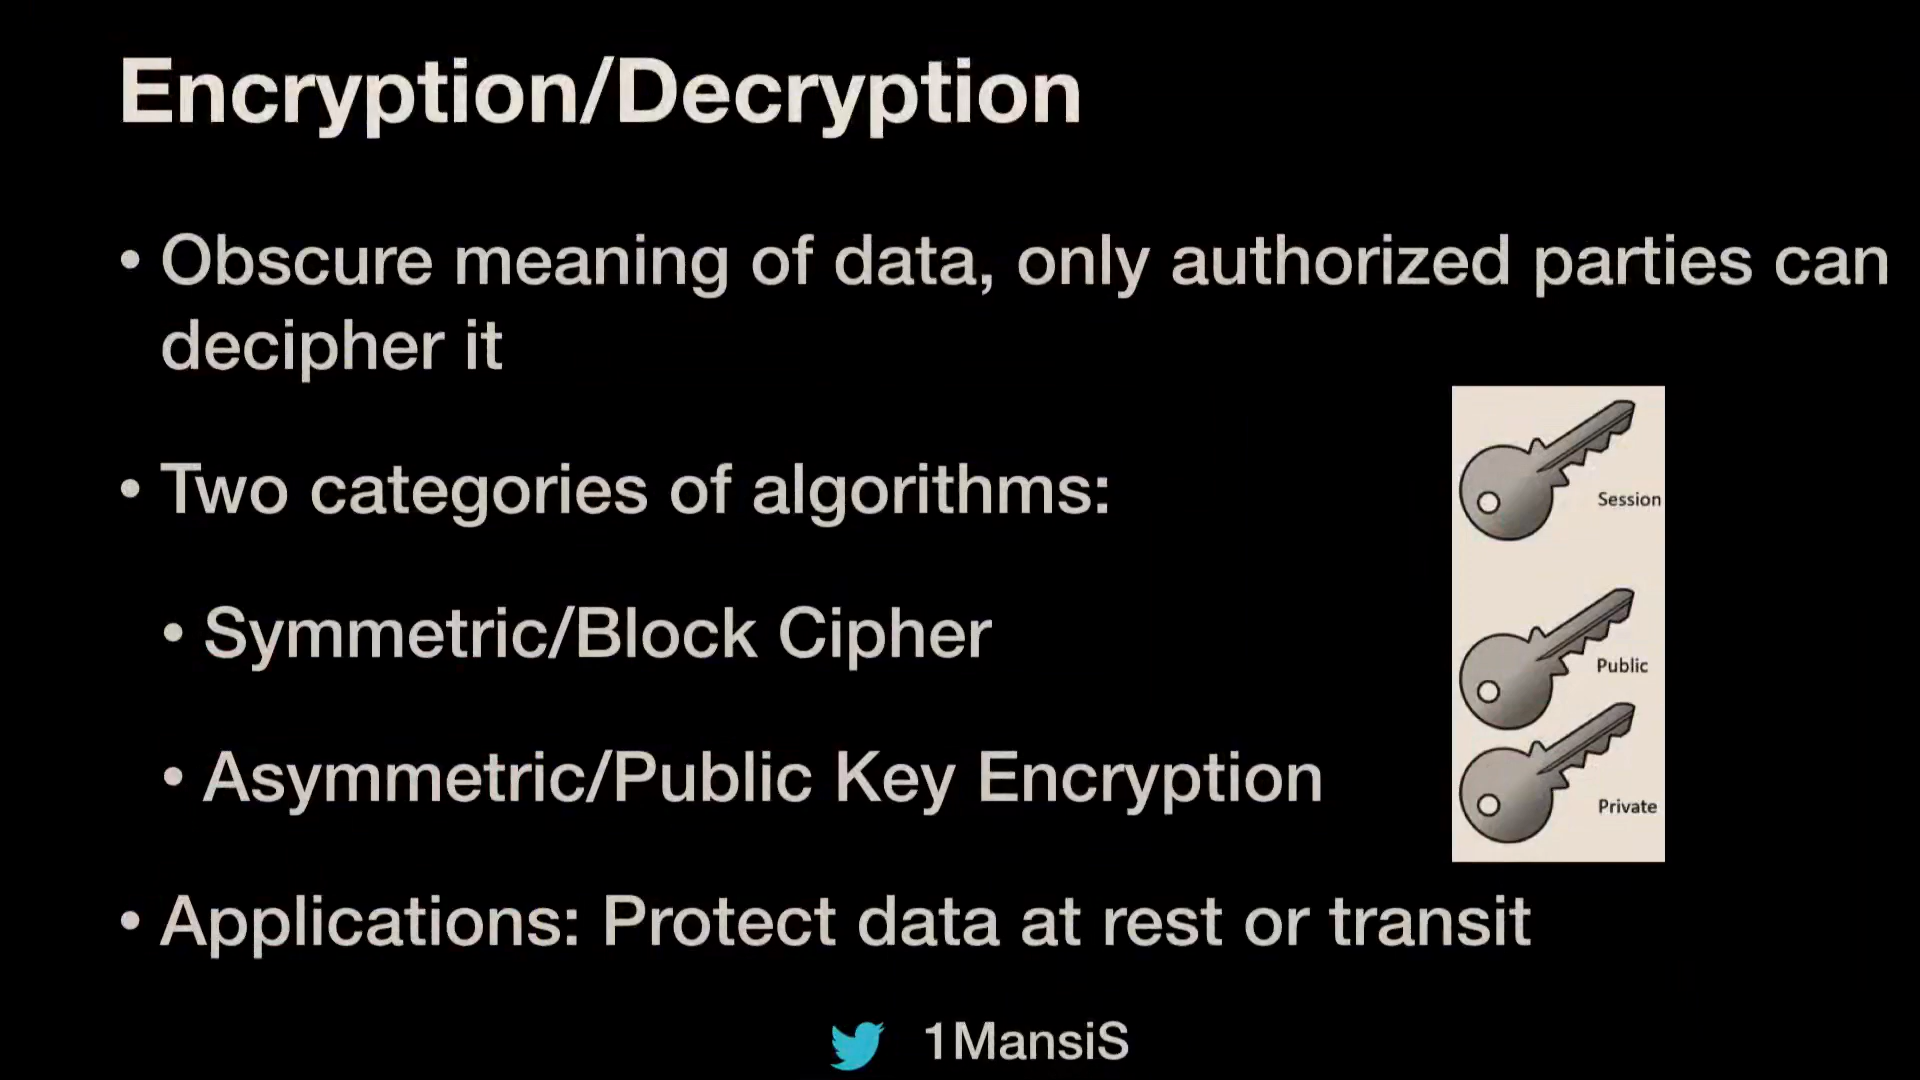 Encryption/Decryption
• Obscure meaning of data, only authorized parties can
decipher it
• Two categories of algorithms:
• Symmetric/Block Cipher
• Asymmetric/Public Key Encryption
• Applications: Protect data at rest or transit
Session
Public
Private
1MansiS